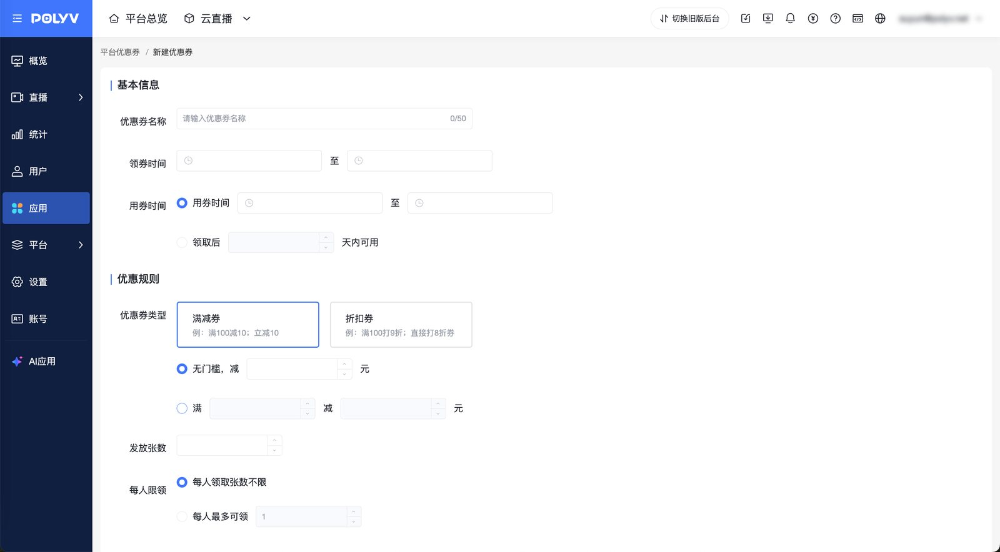 POLYV
平台总览
云直播
切换旧版后台
概览
直播
统计
用户
应用
平台
设置
账号
AI应用
平台优惠券 / 新建优惠券
基本信息
优惠券名称 请输入优惠券名称 0/50
领券时间 至
用券时间 用券时间 至
领取后 天内可用
优惠规则
优惠券类型
满减券
例：满100减10；立减10
折扣券
例：满100打9折；直接打8折券
无门槛，减 元
满 减 元
发放张数
每人限领 每人领取张数不限
每人最多可领 1